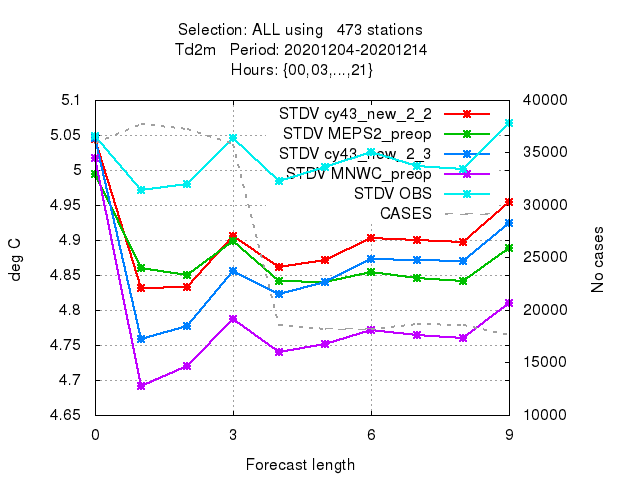 Selection: ALL using   473 stations
Td2m   Period: 20201204-20201214
Hours: {00,03,...,21}
5.1
5.05
5
4.95
4.9
4.85
4.8
4.75
4.7
4.65
deg C
STDV cy43_new_2_2
STDV MEPS2_preop
STDV cy43_new_2_3
STDV MNWC_preop
STDV OBS
CASES
40000
35000
30000
25000
20000
15000
10000
No cases
0 3 6 9
Forecast length